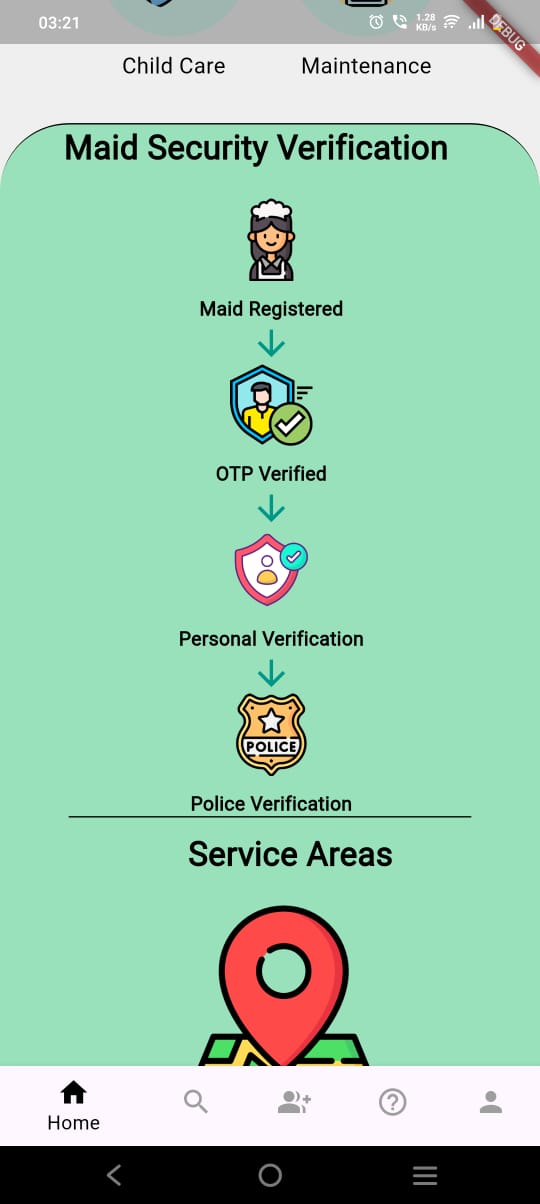 03:21
1.28
KB/s
DEBUG
Child Care
Maintenance
Maid Security Verification
Maid Registered
OTP Verified
Personal Verification
POLICE
Police Verification
Service Areas
Home